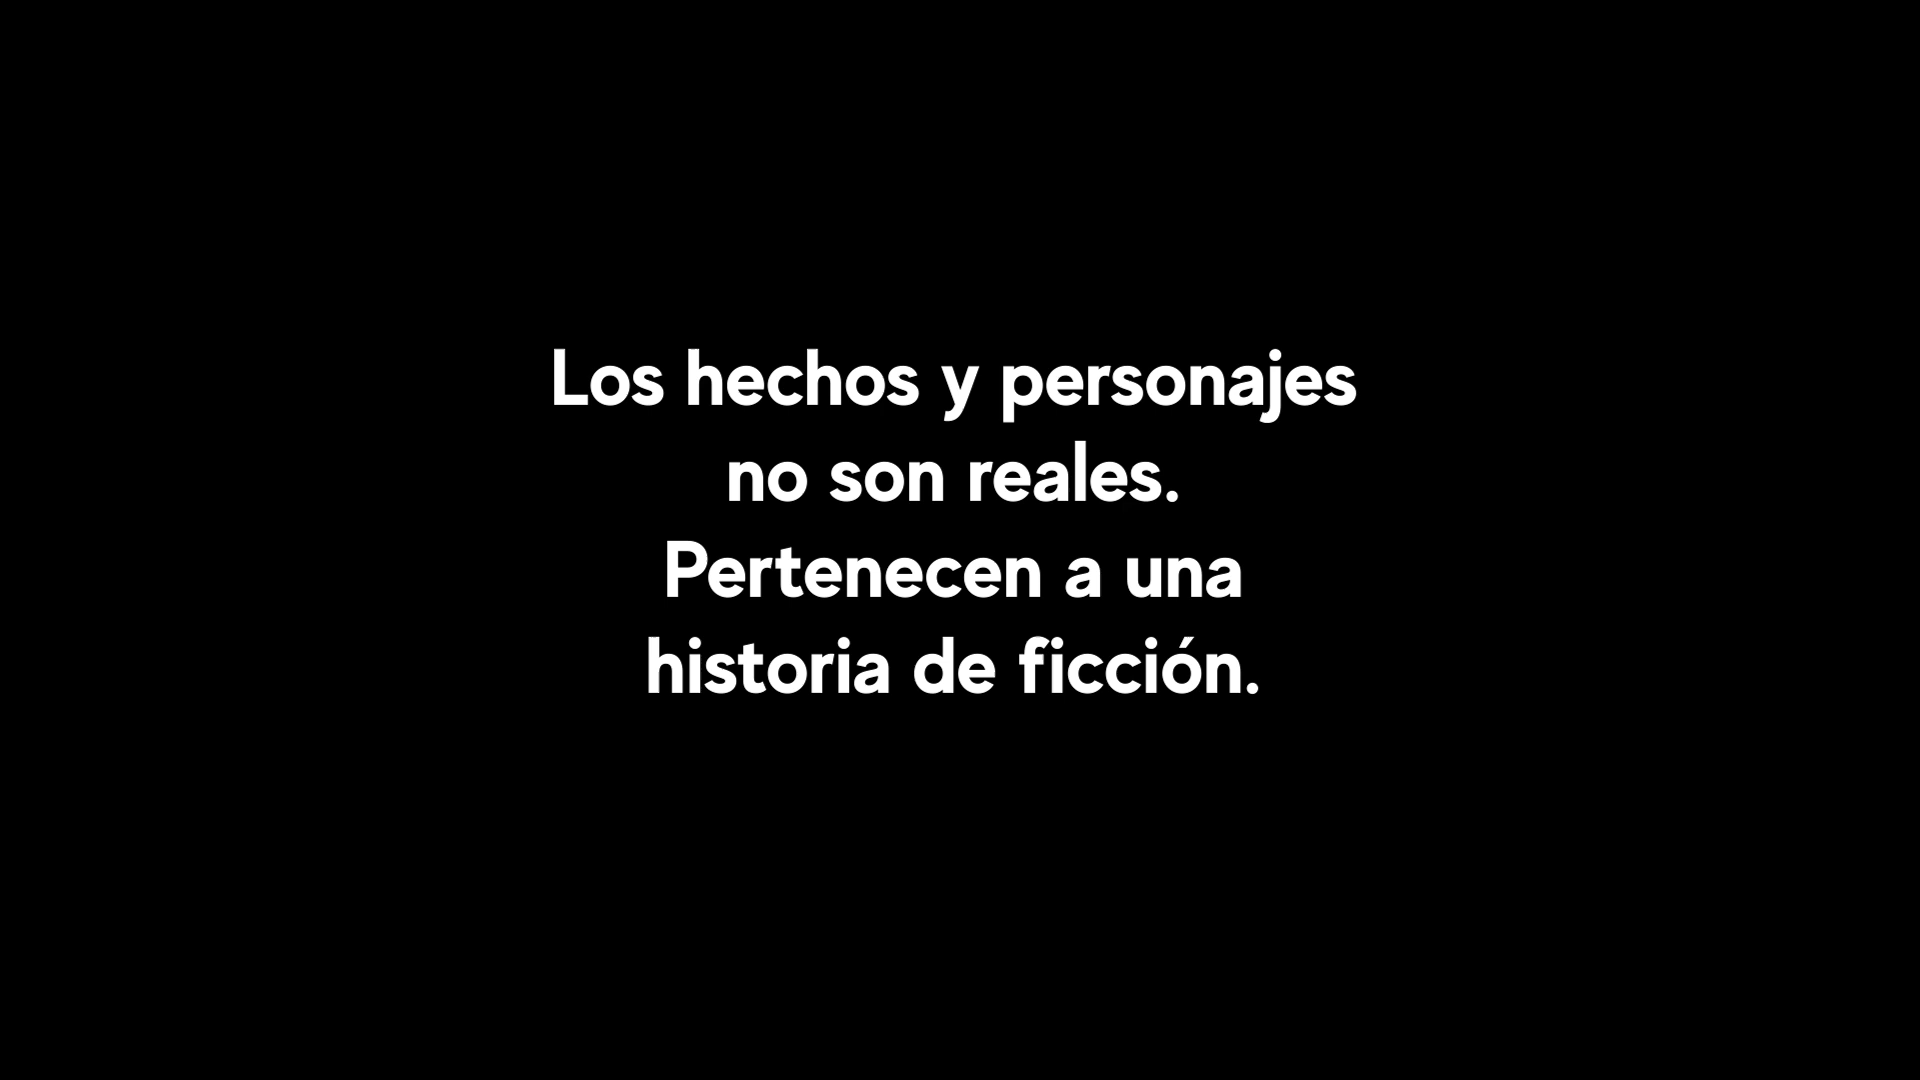 Los hechos y personajes
no son reales.
Pertenecen a una
historia de ficción.